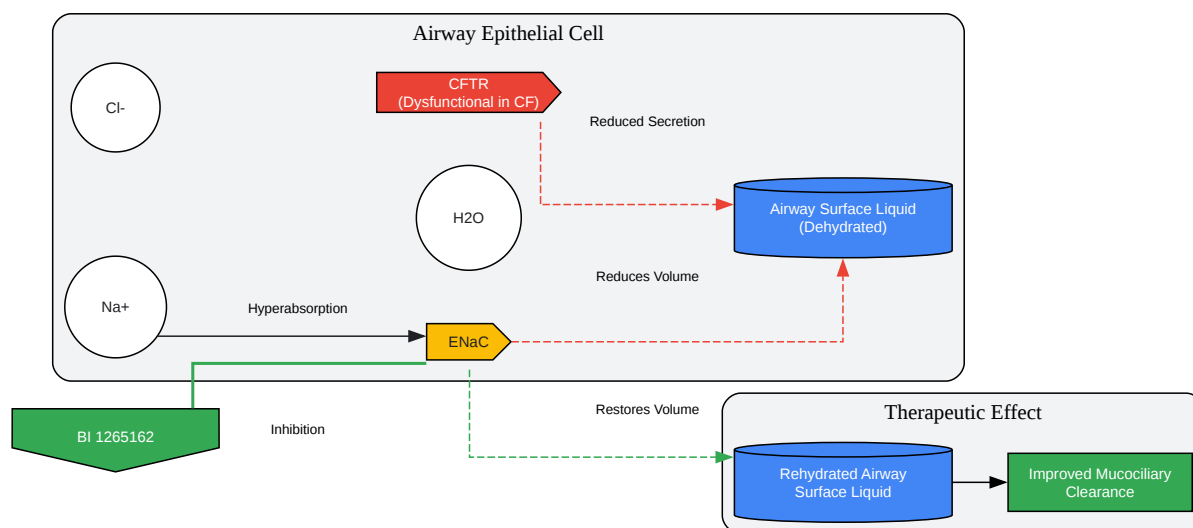 Airway Epithelial Cell
Cl-
CFTR
(Dysfunctional in CF)
Reduced Secretion
H2O
Airway Surface Liquid
(Dehydrated)
Reduces Volume
Na+
Hyperabsorption
ENaC
BI 1265162
Inhibition
Restores Volume
Therapeutic Effect
Rehydrated Airway
Surface Liquid
Improved Mucociliary
Clearance